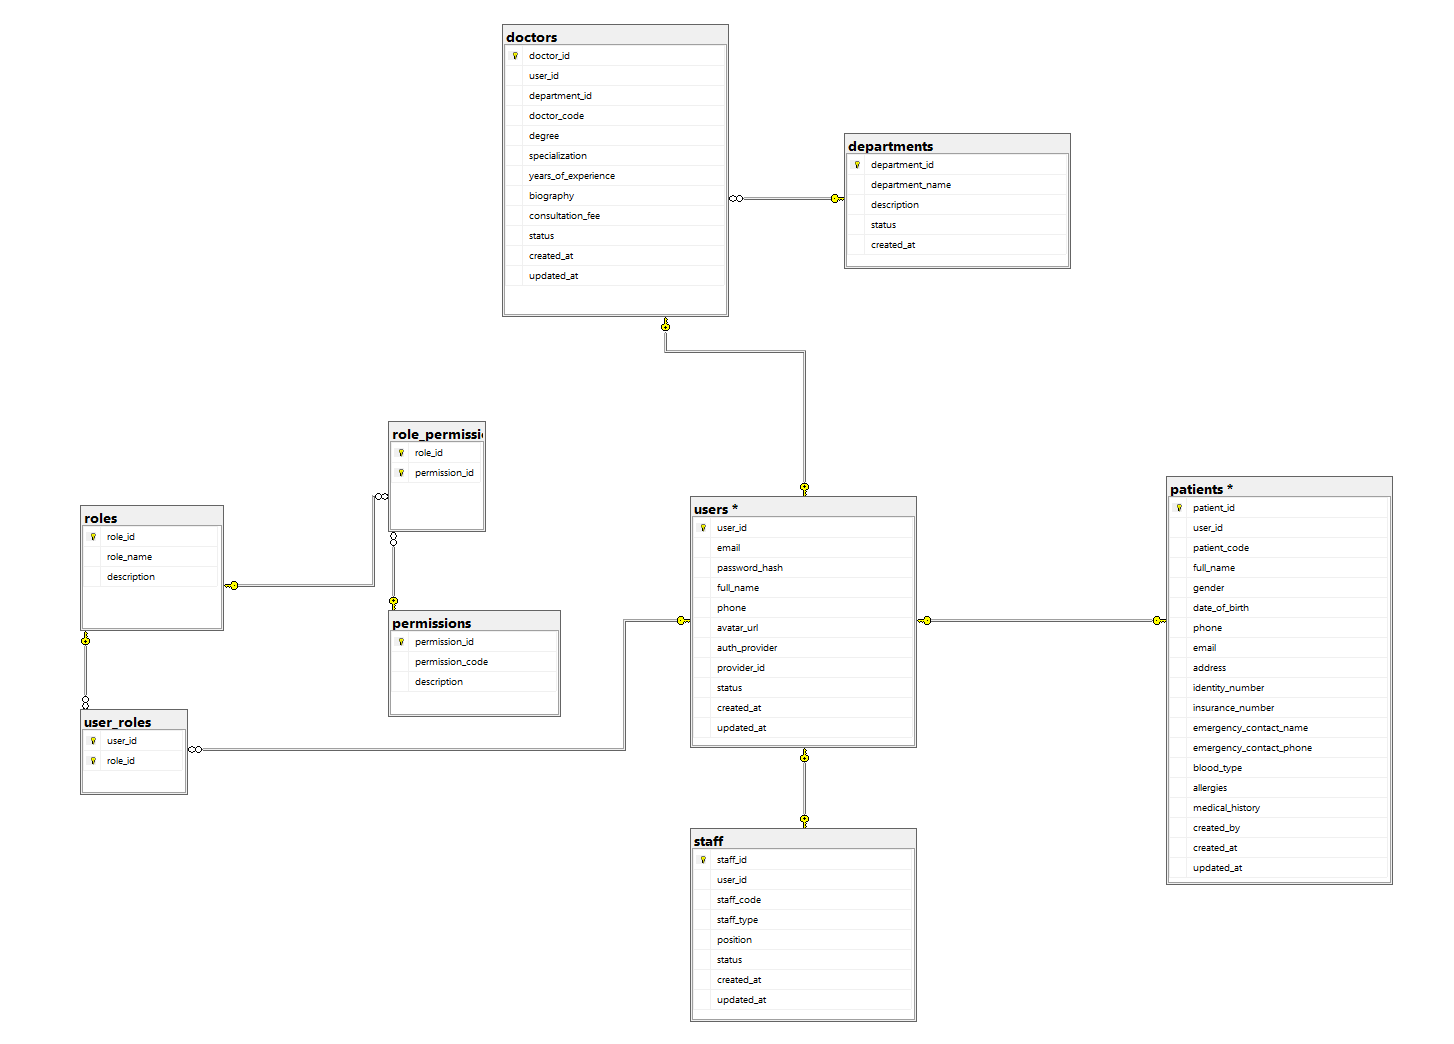 doctors
doctor_id
user_id
department_id
doctor_code
degree
specialization
years_of_experience
biography
consultation_fee
status
created_at
updated_at
departments
department_id
department_name
description
status
created_at
role_permissi
role_id
permission_id
roles
role_id
role_name
description
permissions
permission_id
permission_code
description
user_roles
user_id
role_id
users *
user_id
email
password_hash
full_name
phone
avatar_url
auth_provider
provider_id
status
created_at
updated_at
patients *
patient_id
user_id
patient_code
full_name
gender
date_of_birth
phone
email
address
identity_number
insurance_number
emergency_contact_name
emergency_contact_phone
blood_type
allergies
medical_history
created_by
created_at
updated_at
staff
staff_id
user_id
staff_code
staff_type
position
status
created_at
updated_at